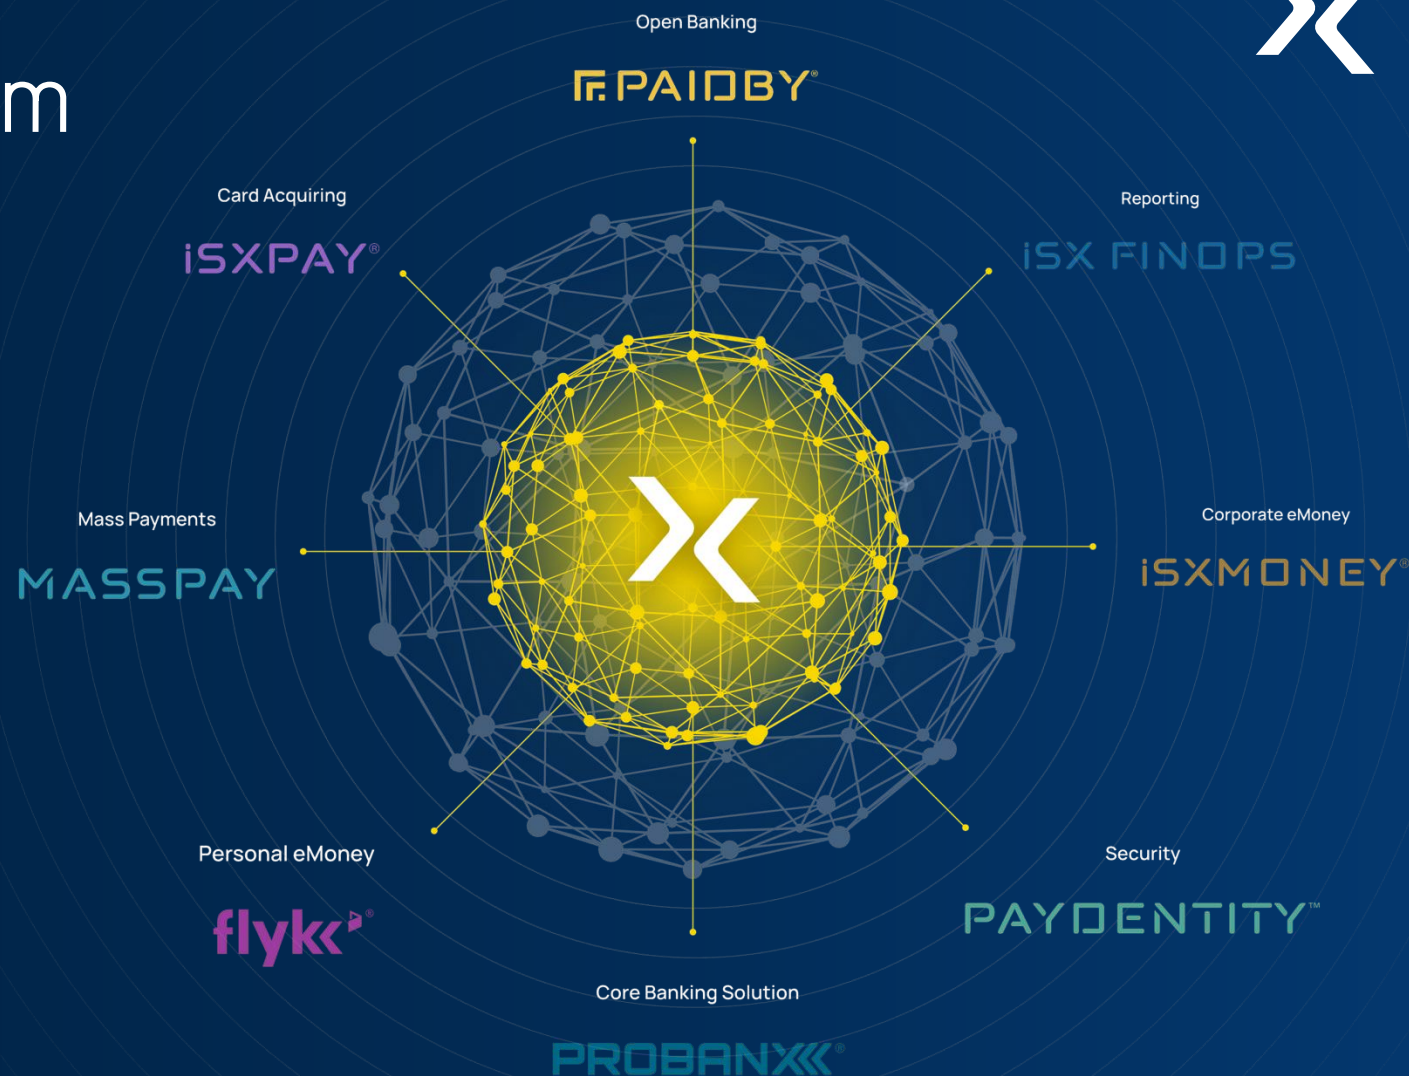 Open Banking
PAIDBY®
m
Card Acquiring
iSXPAY®
Reporting
iSX FINOPS
Mass Payments
MASSPAY
Corporate eMoney
iSXMONEY®
Personal eMoney
flykk®
Security
PAYDENTITY™
Core Banking Solution
PROBANX®